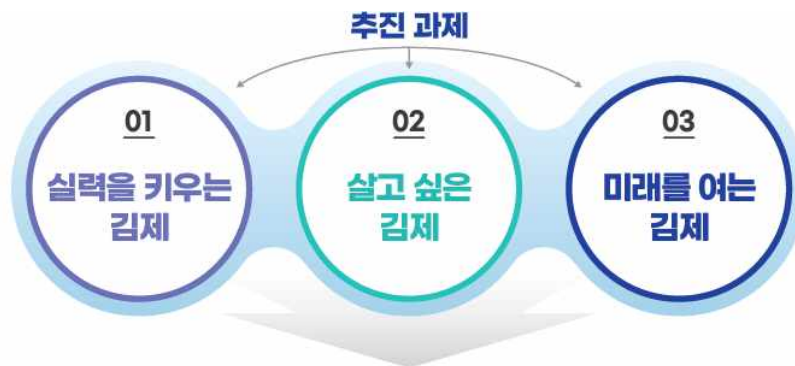 추진 과제
01
실력을 키우는
김제
02
살고 싶은
김제
03
미래를 여는
김제